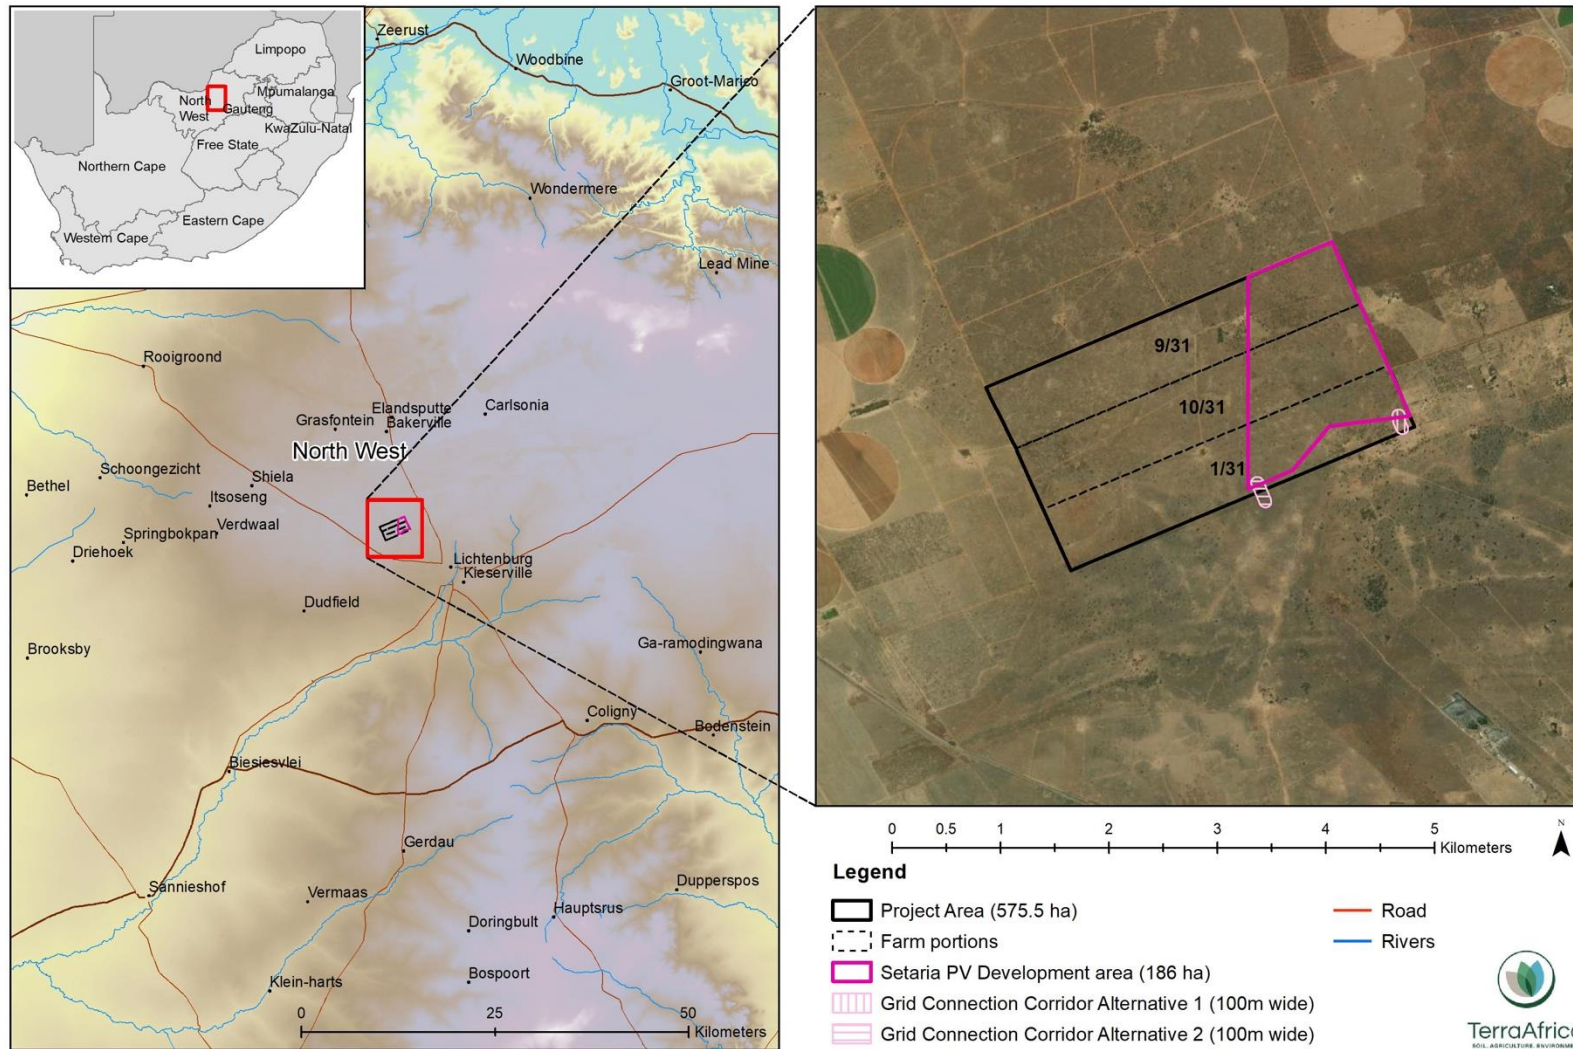 Limpopo
North
West
Mpumalanga
Gauteng
KwaZulu-Natal
Free State
Northern Cape
Eastern Cape
Western Cape
Zeerust
Woodbine
Groot-Marico
Wondermere
Lead Mine
Rooigroond
Elandsputte
Carlsonia
Grasfontein
Bakerville
North West
Schoongezicht
Shiela
Bethel
Itsoseng
Verdwaal
Springbokpan
Driehoek
Lichtenburg
Kieserville
Dudfield
Ga-ramodingwana
Brooksby
Coligny
Bodenstein
Biesiesvlei
Gerdau
Sannieshof
Vermaas
Dupperspos
Hauptsrus
Doringbult
Bospoort
Klein-harts
0 25 50
Kilometers
9/31
10/31
1/31
0 0.5 1 2 3 4 5
Kilometers
N
Legend
Project Area (575.5 ha)
Farm portions
Setaria PV Development area (186 ha)
Grid Connection Corridor Alternative 1 (100m wide)
Grid Connection Corridor Alternative 2 (100m wide)
Road
Rivers
TerraAfrica
SOIL. AGRICULTURE. ENVIRONM